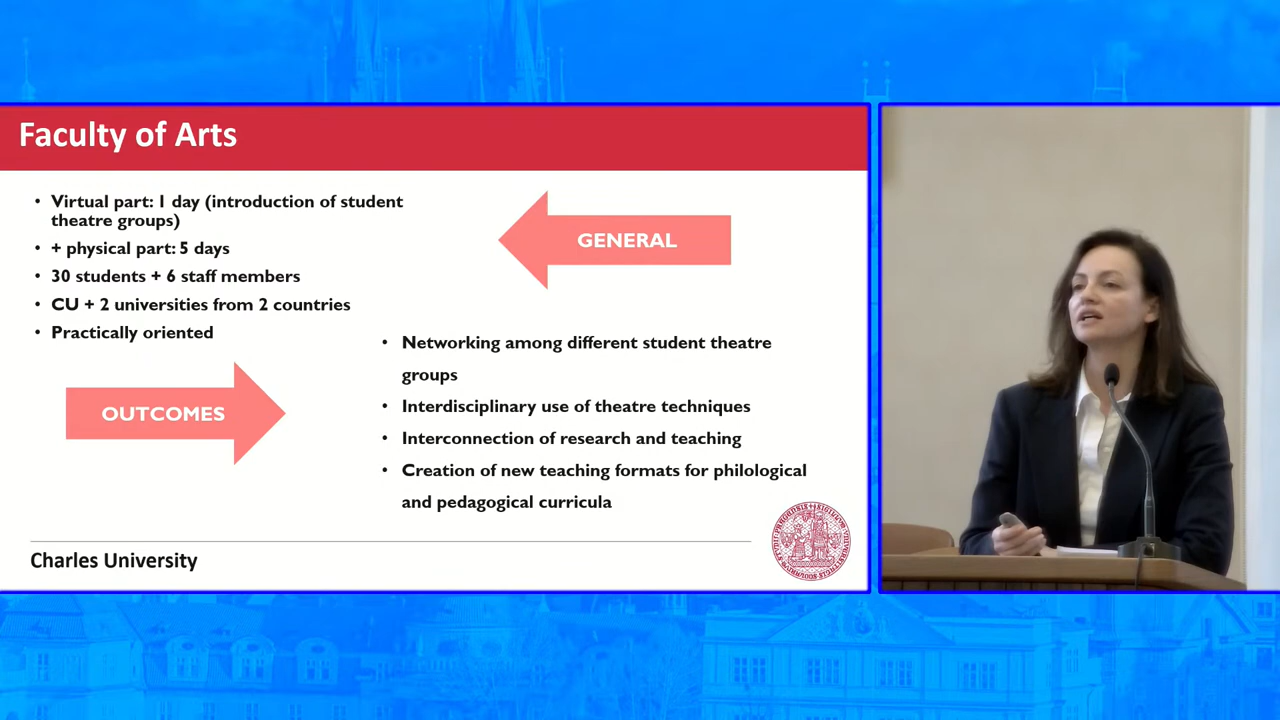 Faculty of Arts
• Virtual part: 1 day (introduction of student
theatre groups)
• + physical part: 5 days
• 30 students + 6 staff members
• CU + 2 universities from 2 countries
• Practically oriented
GENERAL
OUTCOMES
• Networking among different student theatre
groups
• Interdisciplinary use of theatre techniques
• Interconnection of research and teaching
• Creation of new teaching formats for philological
and pedagogical curricula
Charles University